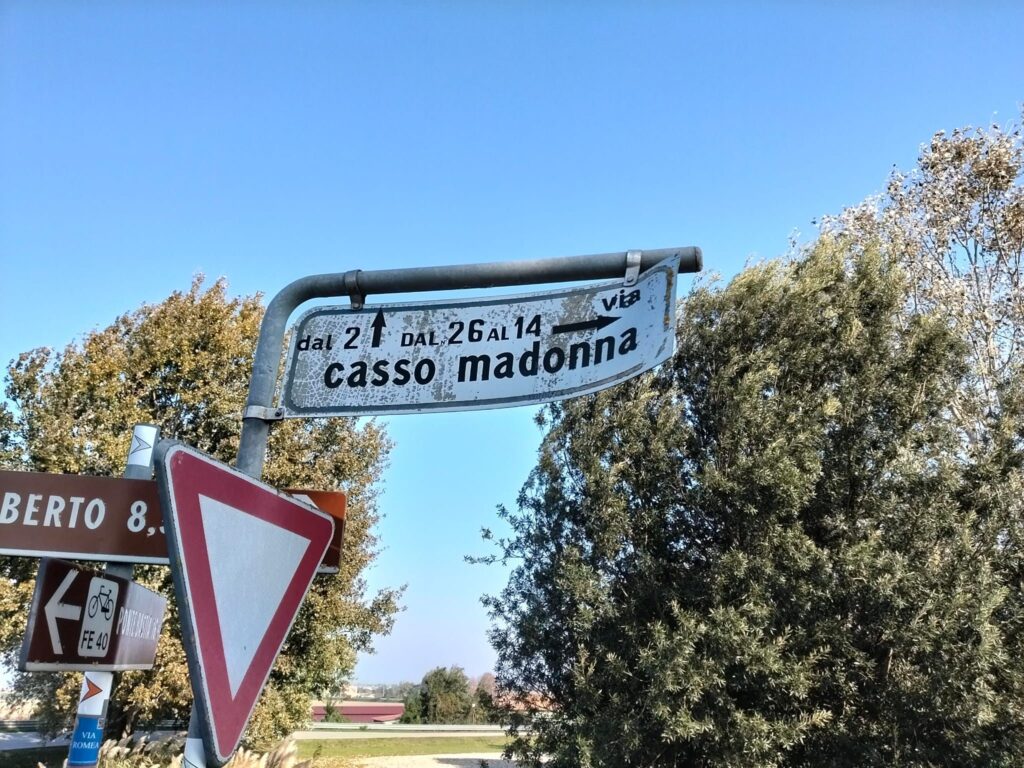 via
dal 2 DAL 26 AL 14
casso madonna
BERTO 8,
FE 40
VIA
ROMEA